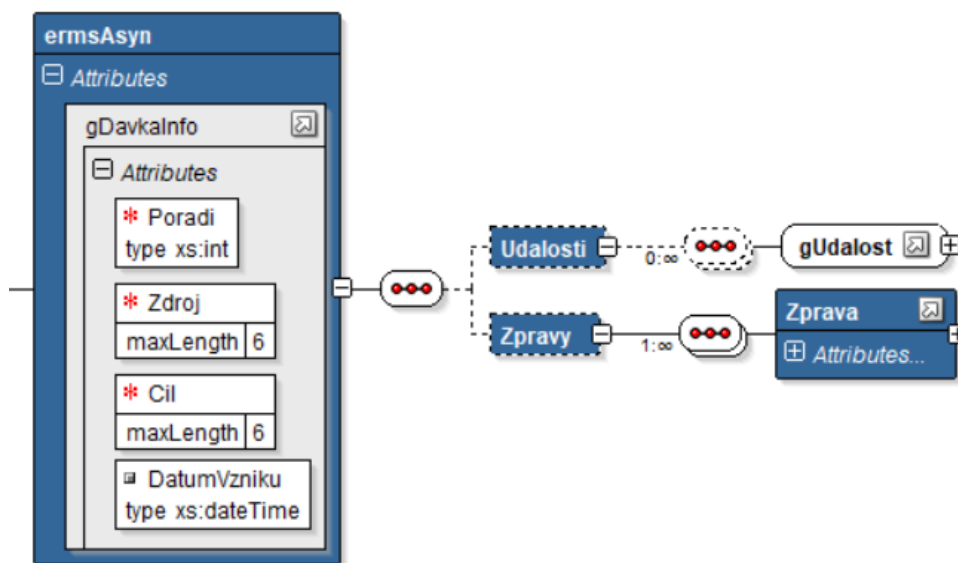 ermsAsyn
Attributes
gDavkaInfo
Attributes
* Poradi
type xs:int
* Zdroj
maxLength 6
* Cil
maxLength 6
DatumVzniku
type xs:dateTime
Udalosti
0:∞
gUdalost
Zpravy
1:∞
Zprava
Attributes...